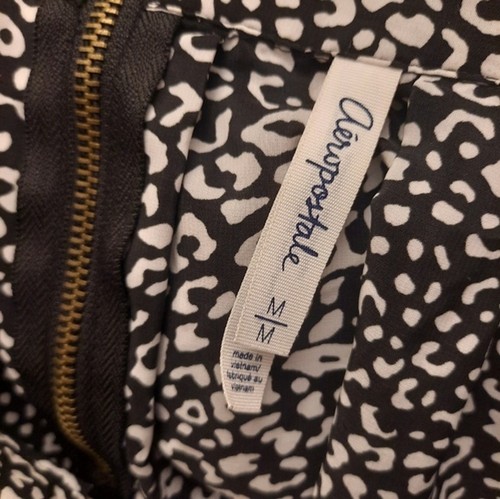 aéropostale
M|M
made in
vietnam/
fabriqué au
vietnam